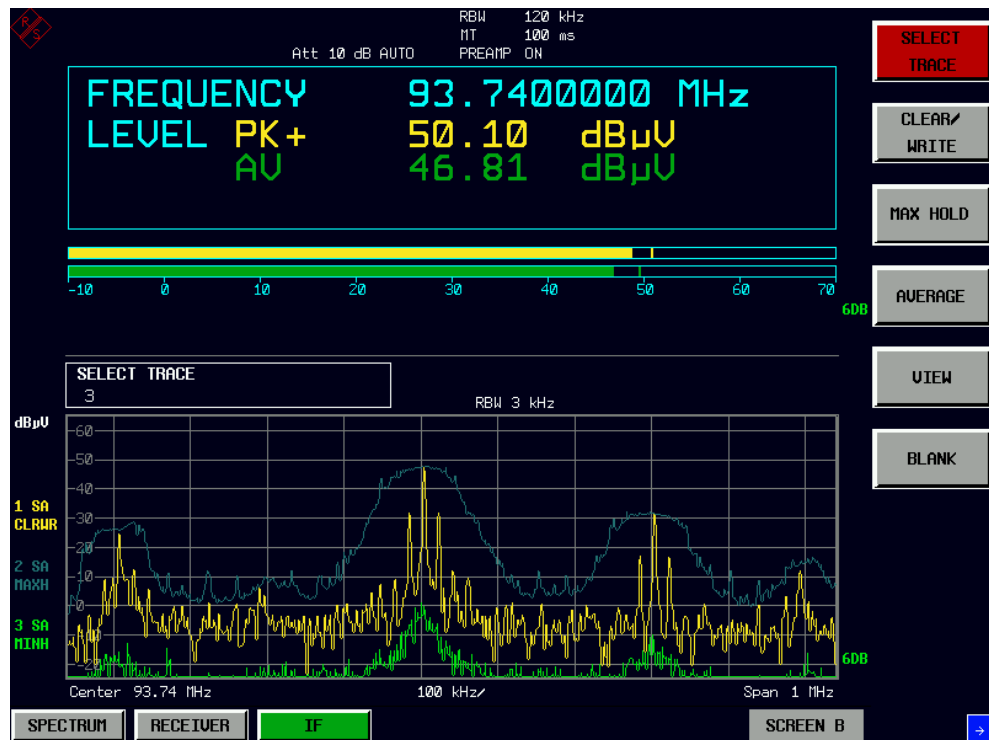 R S
RBW 120 kHz
MT 100 ms
Att 10 dB AUTO PREAMP ON
FREQUENCY 93.7400000 MHz
LEVEL PK+ 50.10 dBµV
AV 46.81 dBµV
-10 0 10 20 30 40 50 60 70
6DB
SELECT TRACE
3
RBW 3 kHz
dBµV
60
50
40
30
20
10
0
-20
1 SA
CLRWR
2 SA
MAXH
3 SA
MINH
6DB
Center 93.74 MHz 100 kHz/ Span 1 MHz
SPECTRUM RECEIVER IF SCREEN B
SELECT
TRACE
CLEAR/
WRITE
MAX HOLD
AVERAGE
VIEW
BLANK